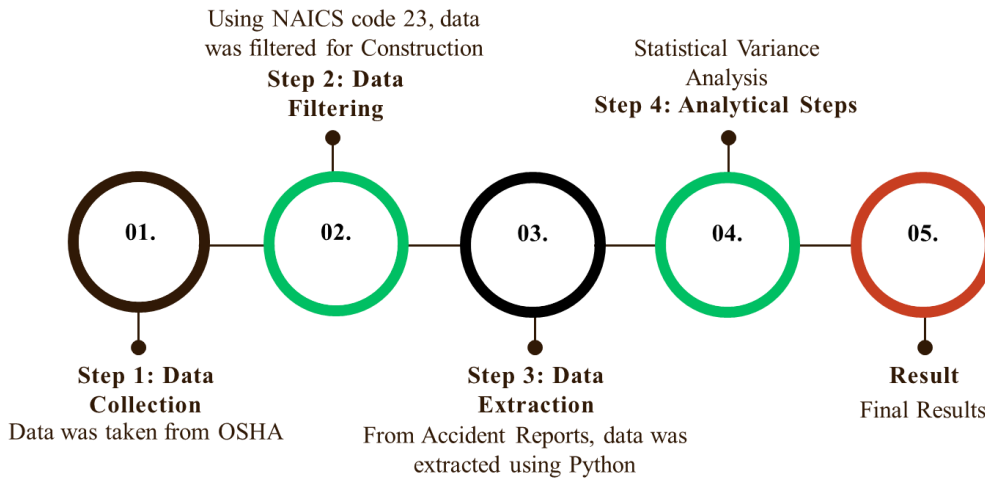 Using NAICS code 23, data
was filtered for Construction
Step 2: Data
Filtering
Statistical Variance
Analysis
Step 4: Analytical Steps
01.
02.
03.
04.
05.
Step 1: Data
Collection
Data was taken from OSHA
Step 3: Data
Extraction
From Accident Reports, data was
extracted using Python
Result
Final Results